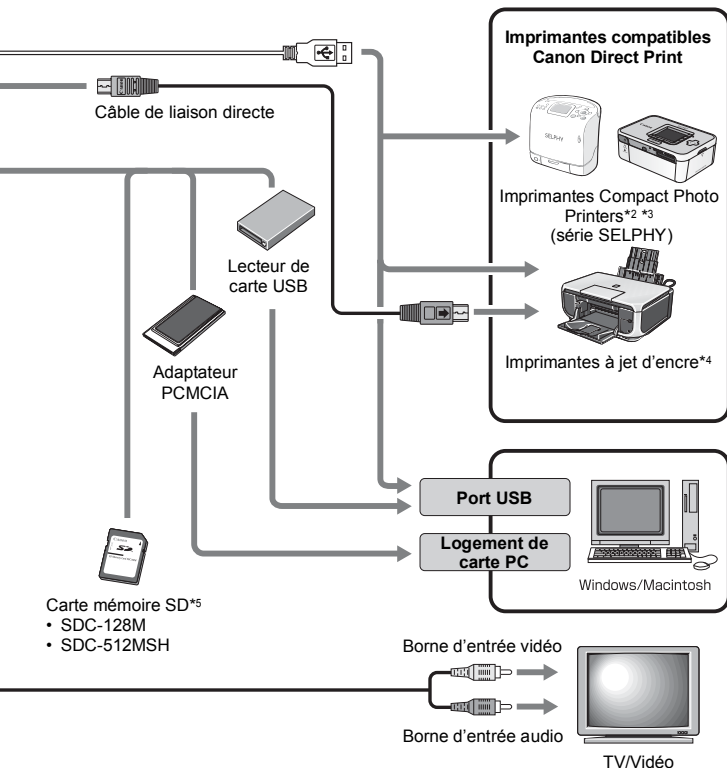 Imprimantes compatibles
Canon Direct Print
Câble de liaison directe
SELPHY
Imprimantes Compact Photo
Printers*2 *3
(série SELPHY)
Lecteur de
carte USB
Imprimantes à jet d'encre*4
Adaptateur
PCMCIA
Port USB
Logement de
carte PC
Windows/Macintosh
Canon
SD
Carte mémoire SD*5
• SDC-128M
• SDC-512MSH
Borne d'entrée vidéo
Borne d'entrée audio
TV/Vidéo